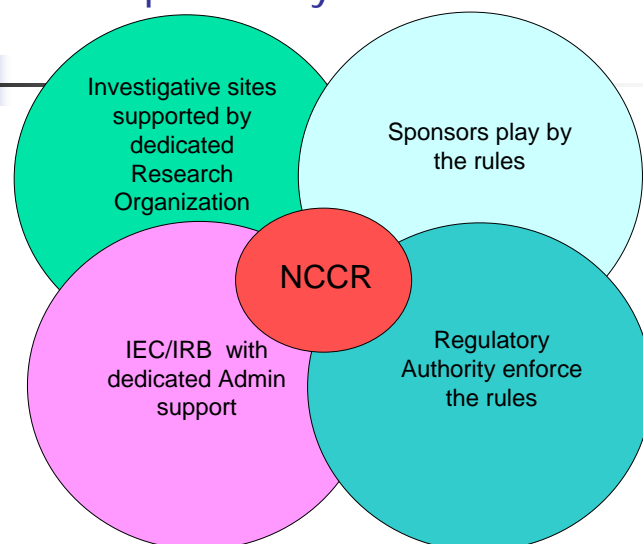 Investigative sites
supported by
dedicated
Research
Organization
Sponsors play by
the rules
NCCR
IEC/IRB with
dedicated Admin
support
Regulatory
Authority enforce
the rules